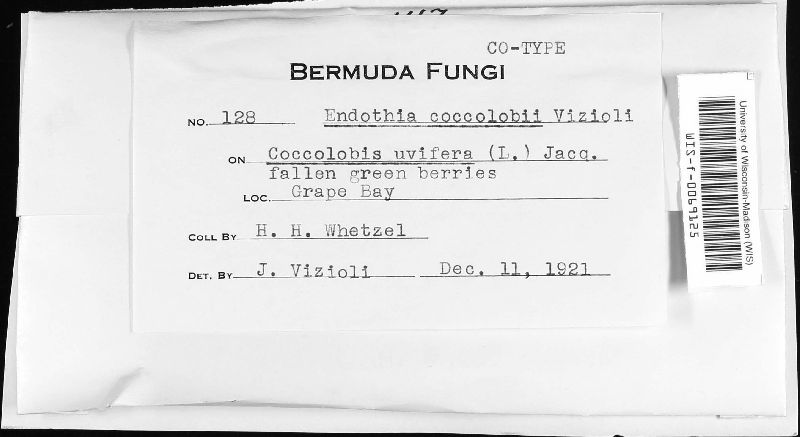 CO-TYPE
BERMUDA FUNGI
NO. 128 Endothia coccolobii Vizioli
ON Coccolobis uvifera (L.) Jacq.
fallen green berries
LOC. Grape Bay
COLL BY H. H. Whetzel
DET. BY J. Vizioli Dec. 11, 1921
University of Wisconsin-Madison (WIS)
WIS-f-0069125